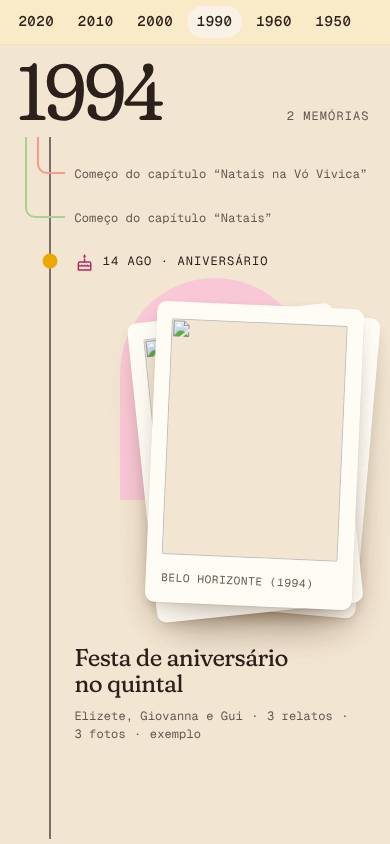 2020 2010 2000 1990 1960 1950
1994
2 MEMÓRIAS
Começo do capítulo “Natais na Vó Vivica”
Começo do capítulo “Natais”
14 AGO · ANIVERSÁRIO
BELO HORIZONTE (1994)
Festa de aniversário
no quintal
Elizete, Giovanna e Gui · 3 relatos ·
3 fotos · exemplo